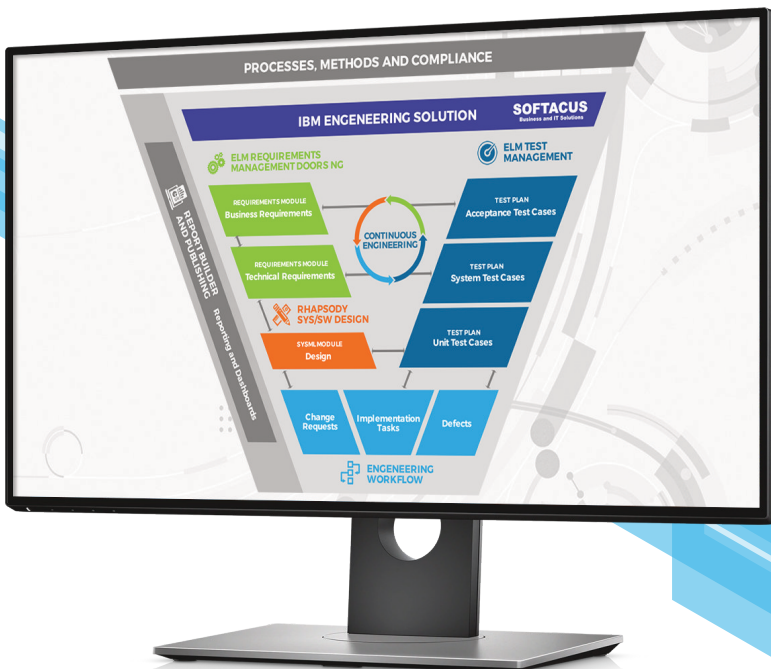 PROCESSES, METHODS AND COMPLIANCE
IBM ENGENEERING SOLUTION
SOFTACUS
Business and IT Solutions
ELM REQUIREMENTS
MANAGEMENT DOORS NG
ELM TEST
MANAGEMENT
REPORT BUILDER
AND PUBLISHING
Reporting and Dashboards
REQUIREMENTS MODULE
Business Requirements
CONTINUOUS
ENGINEERING
TEST PLAN
Acceptance Test Cases
REQUIREMENTS MODULE
Technical Requirements
TEST PLAN
System Test Cases
RHAPSODY
SYS/SW DESIGN
SYSML MODULE
Design
TEST PLAN
Unit Test Cases
Change
Requests
Implementation
Tasks
Defects
ENGENEERING
WORKFLOW